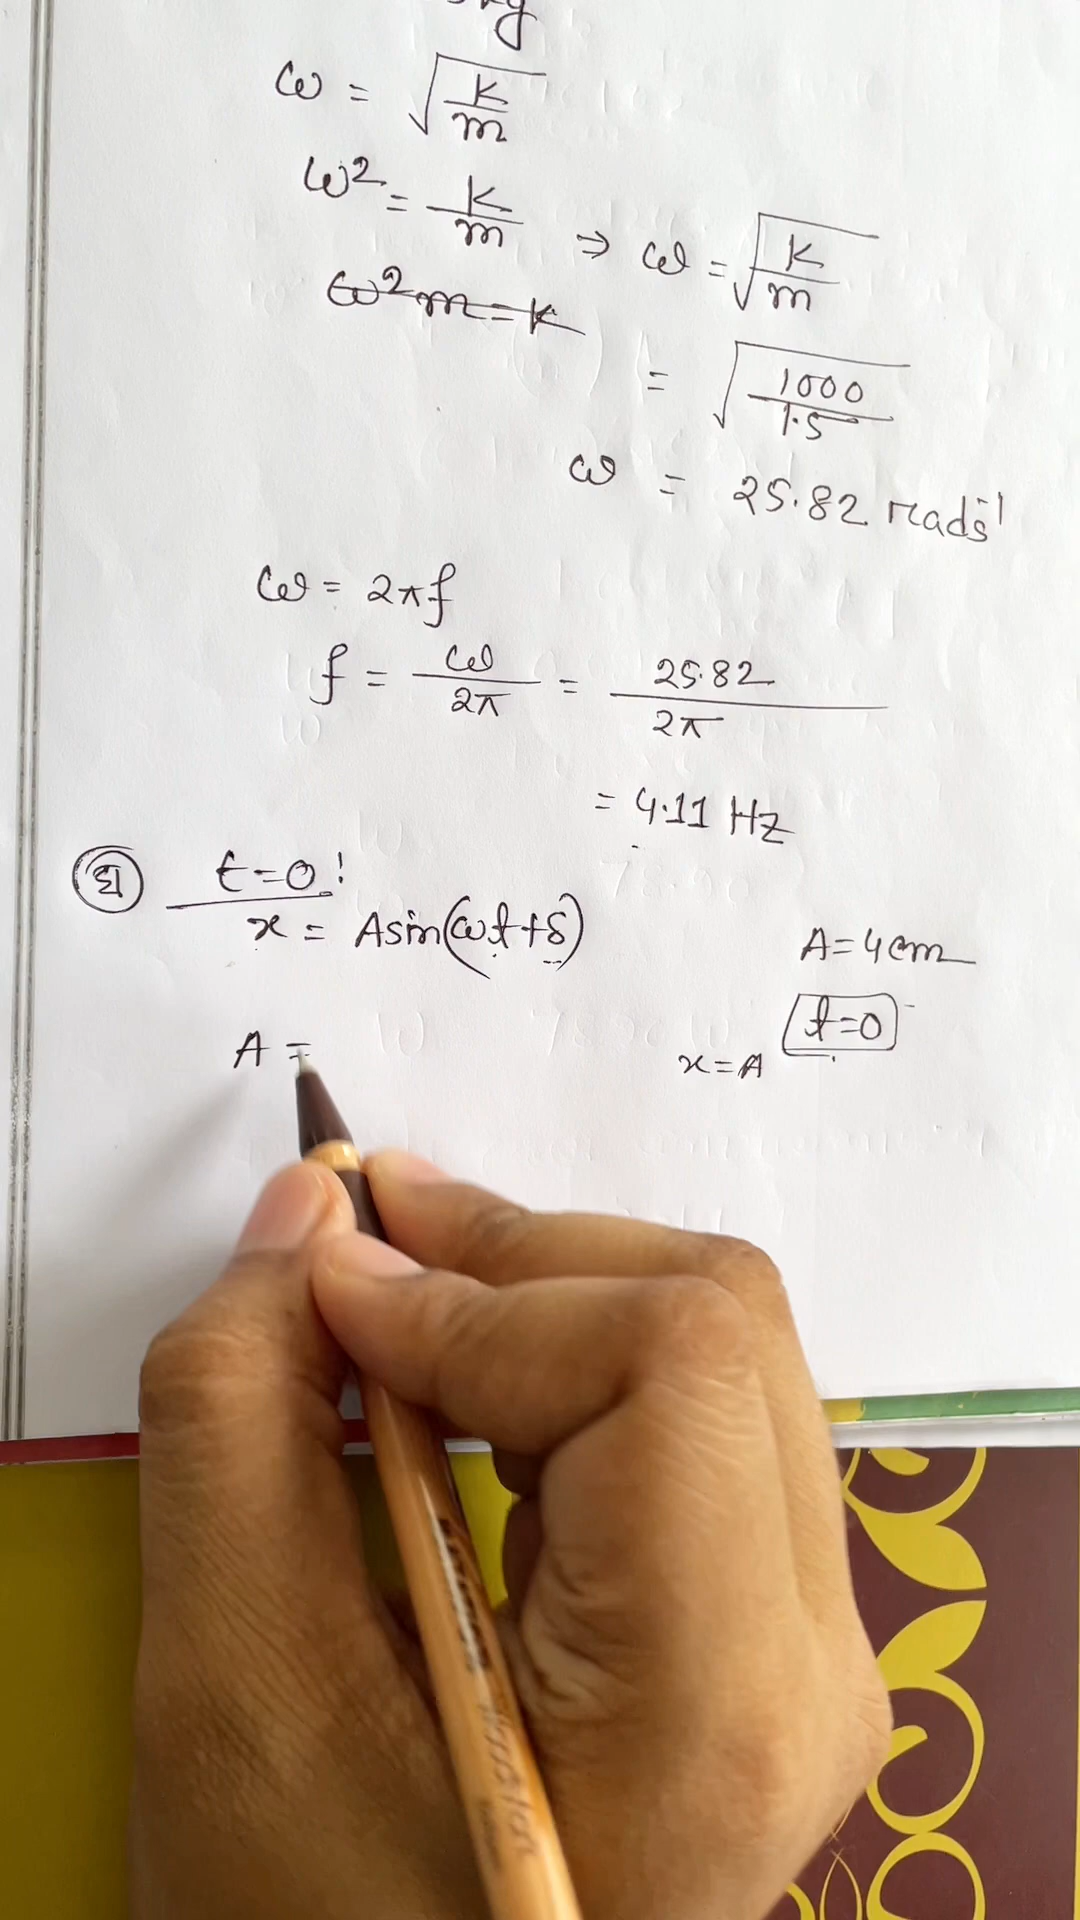 ω = √(k/m)
ω² = k/m ⇒ ω = √(k/m)
ω²m = k
= √(1000/1.5)
ω = 25.82 rads⁻¹
ω = 2πf
f = ω/2π = 25.82/2π
= 4.11 Hz
ঘ t=0!
x = Asin(ωt+δ)
A=4cm
t=0
x=A
A =